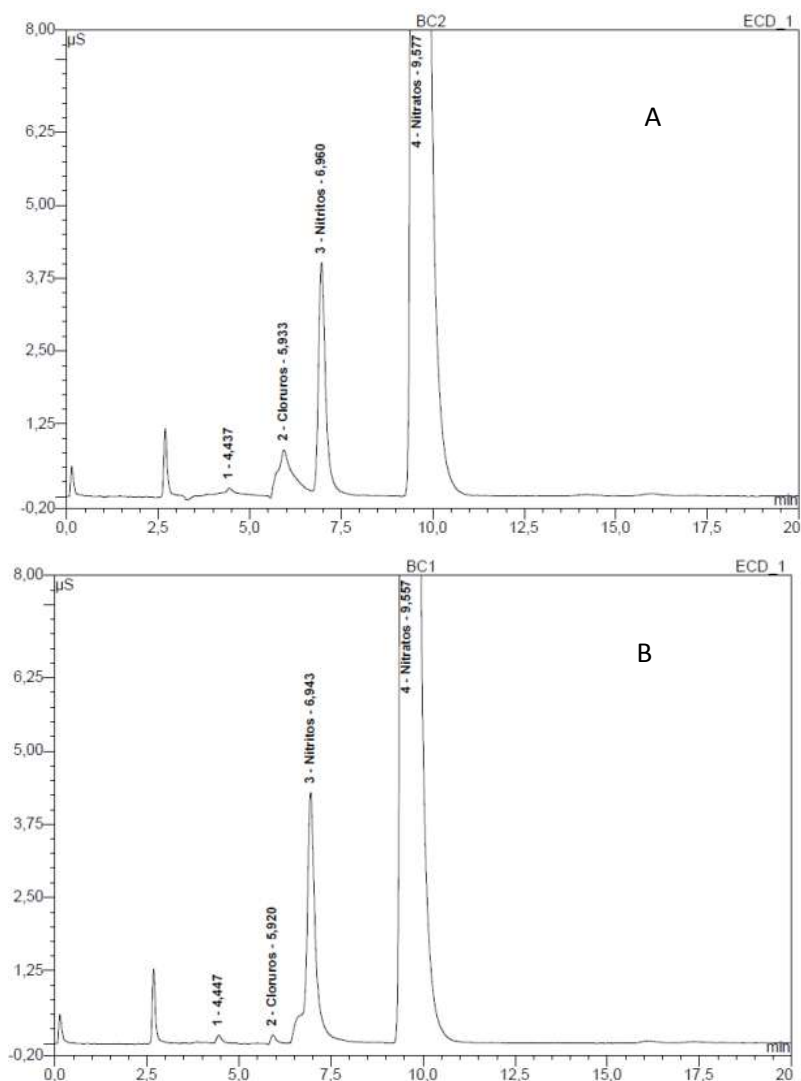 BC2 ECD_1
8,00 µS
A
6,25
5,00
3,75
2,50
1,25
-0,20
1 - 4,437
2 - Cloruros - 5,933
3 - Nitritos - 6,960
4 - Nitratos - 9,577
min
0,0 2,5 5,0 7,5 10,0 12,5 15,0 17,5 20
BC1 ECD_1
8,00 µS
B
6,25
5,00
3,75
2,50
1,25
-0,20
1 - 4,447
2 - Cloruros - 5,920
3 - Nitritos - 6,943
4 - Nitratos - 9,557
min
0,0 2,5 5,0 7,5 10,0 12,5 15,0 17,5 20